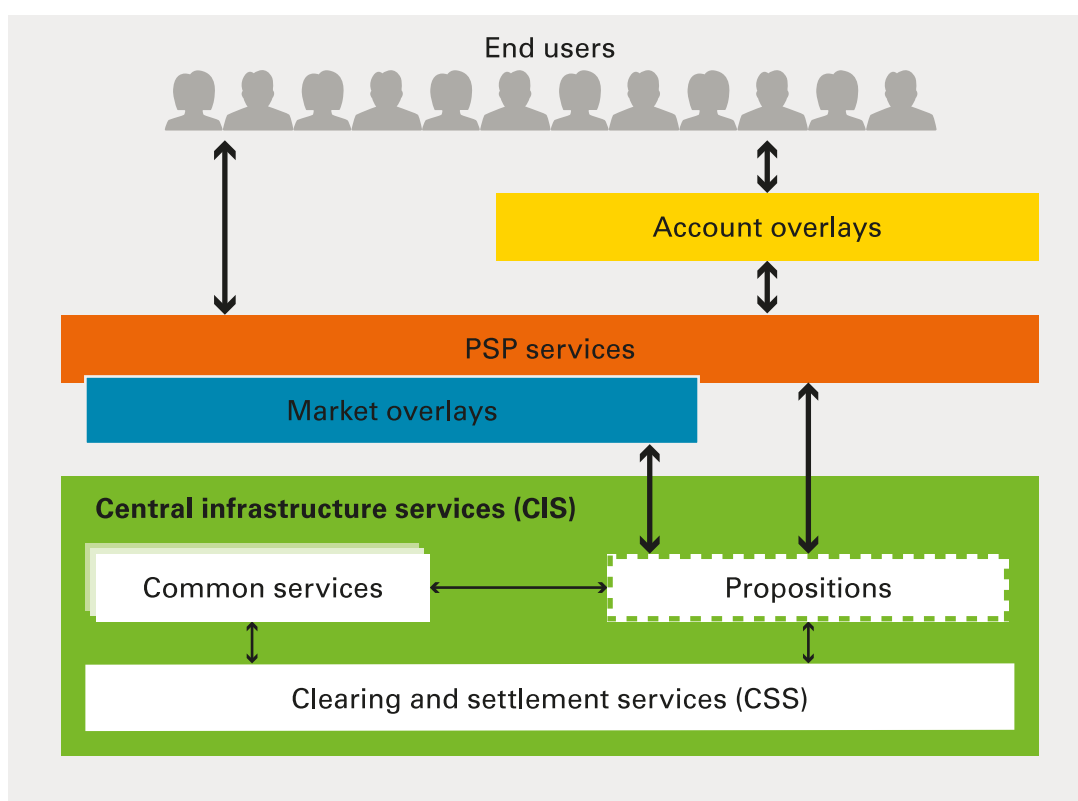 End users
Account overlays
PSP services
Market overlays
Central infrastructure services (CIS)
Common services
Propositions
Clearing and settlement services (CSS)